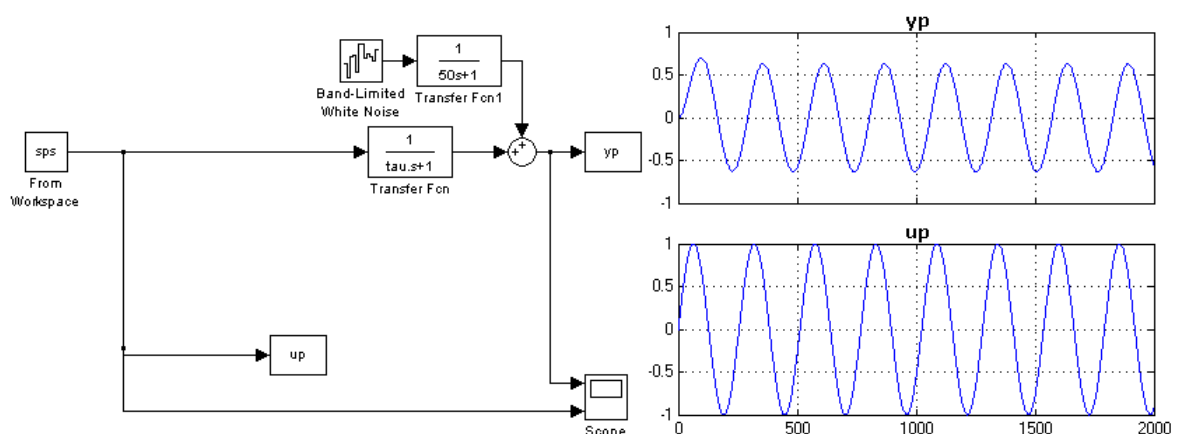 sps
From
Workspace
Band-Limited
White Noise
1
50s+1
Transfer Fcn1
1
tau.s+1
Transfer Fcn
+
+
yp
up
Scope
yp
1
0.5
0
-0.5
-1
up
1
0.5
0
-0.5
-1
0
500
1000
1500
2000